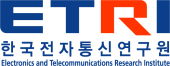 ETRI
한국전자통신연구원
Electronics and Telecommunications Research Institute